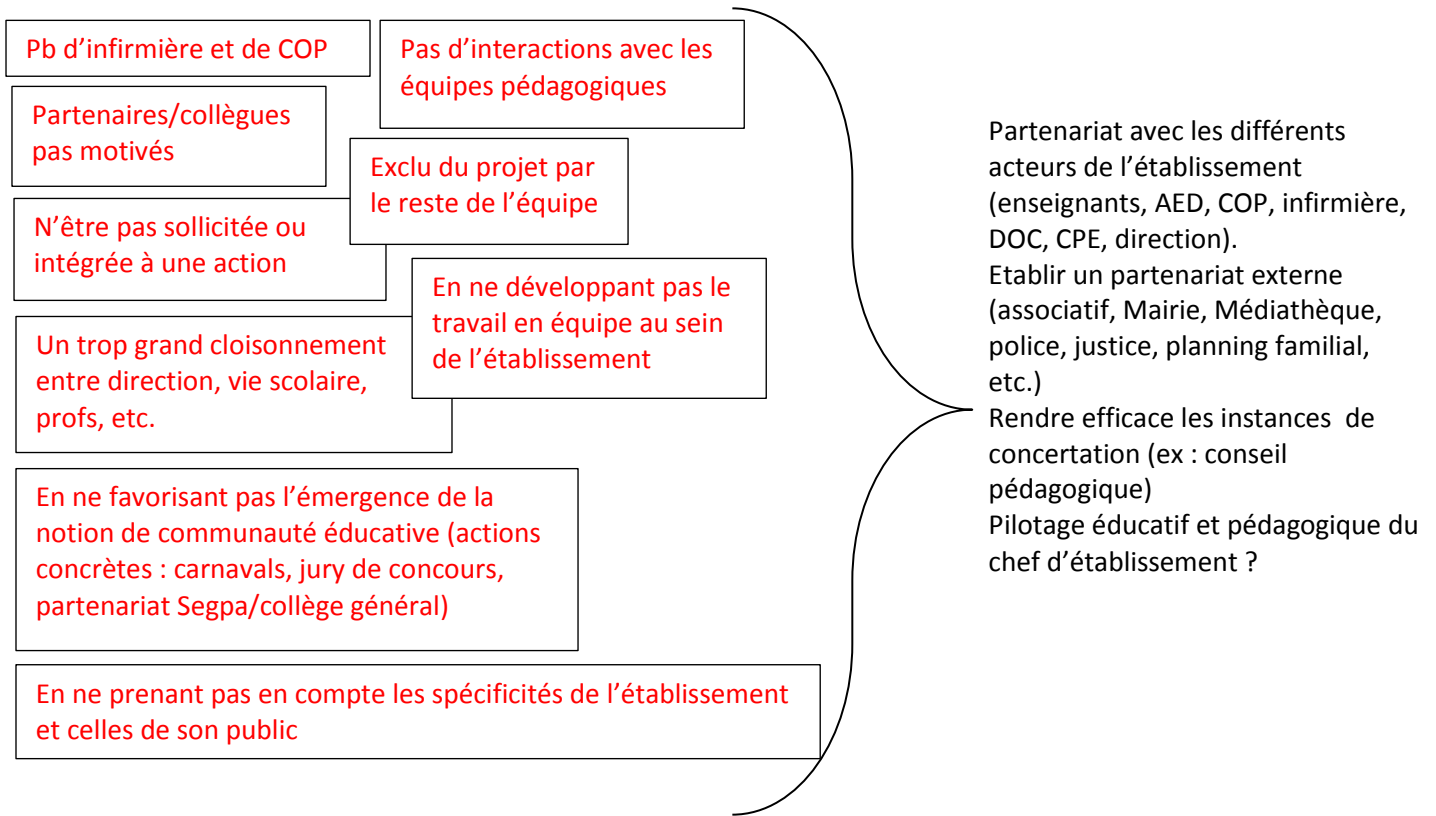 Pb d’infirmière et de COP
Pas d’interactions avec les
équipes pédagogiques
Partenaires/collègues
pas motivés
Exclu du projet par
le reste de l’équipe
N’être pas sollicitée ou
intégrée à une action
En ne développant pas le
travail en équipe au sein
de l’établissement
Un trop grand cloisonnement
entre direction, vie scolaire,
profs, etc.
En ne favorisant pas l’émergence de la
notion de communauté éducative (actions
concrètes : carnavals, jury de concours,
partenariat Segpa/collège général)
En ne prenant pas en compte les spécificités de l’établissement
et celles de son public
Partenariat avec les différents
acteurs de l’établissement
(enseignants, AED, COP, infirmière,
DOC, CPE, direction).
Etablir un partenariat externe
(associatif, Mairie, Médiathèque,
police, justice, planning familial,
etc.)
Rendre efficace les instances de
concertation (ex : conseil
pédagogique)
Pilotage éducatif et pédagogique du
chef d’établissement ?